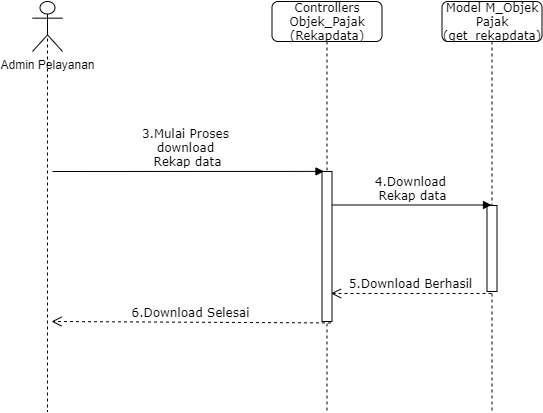 Controllers
Objek_Pajak
(Rekapdata)
Model M_Objek
Pajak
(get_rekapdata)
Admin Pelayanan
3.Mulai Proses
download
Rekap data
4.Download
Rekap data
5.Download Berhasil
6.Download Selesai